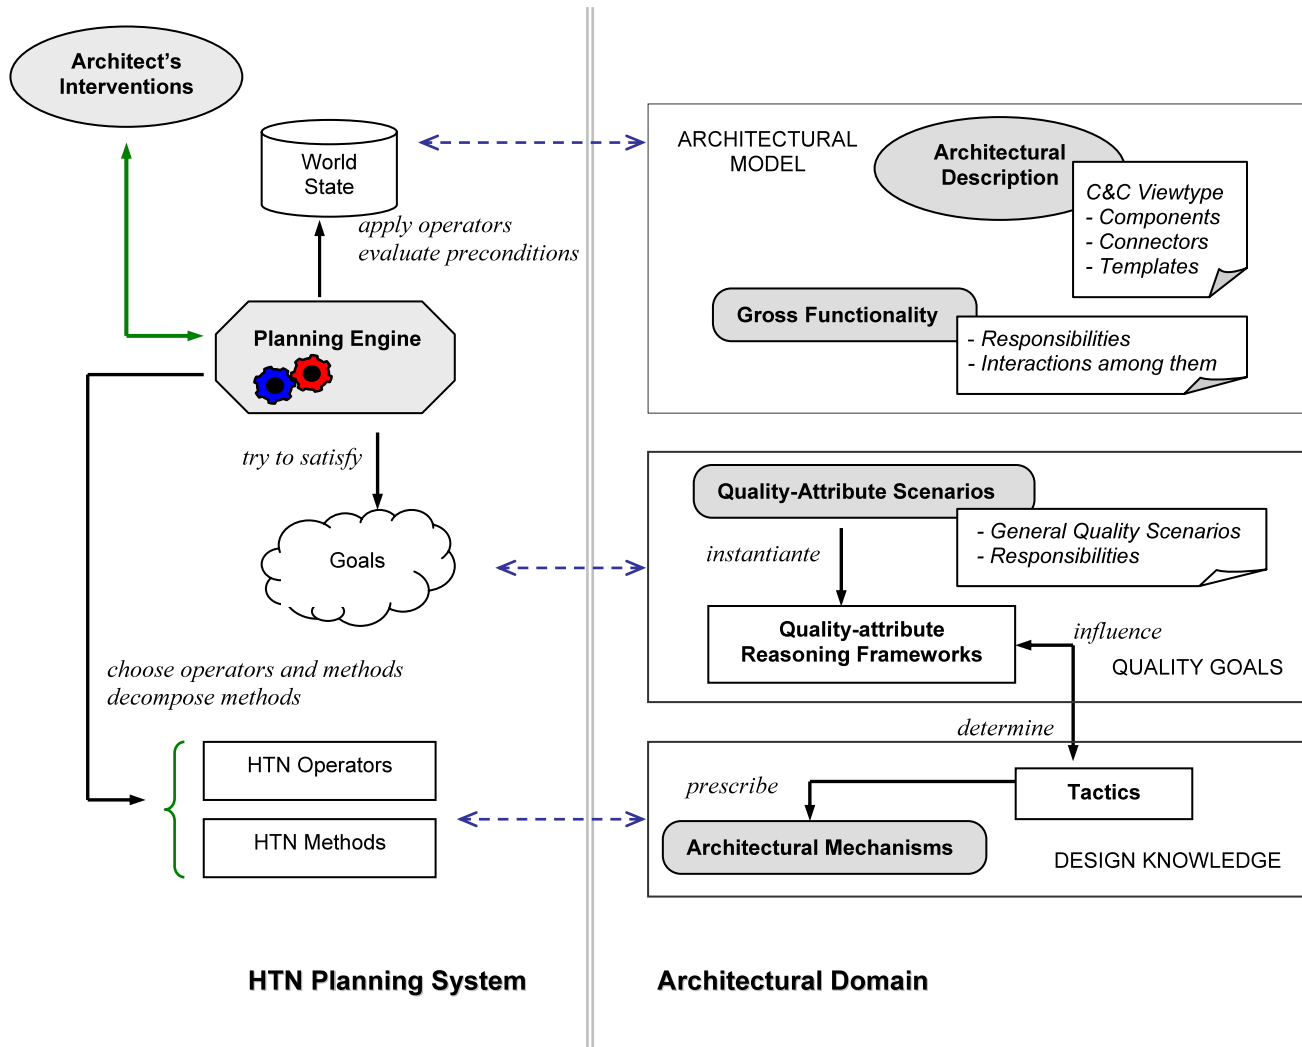 Architect's
Interventions
World
State
apply operators
evaluate preconditions
Planning Engine
try to satisfy
Goals
choose operators and methods
decompose methods
HTN Operators
HTN Methods
HTN Planning System
ARCHITECTURAL
MODEL
Architectural
Description
C&C Viewtype
- Components
- Connectors
- Templates
Gross Functionality
- Responsibilities
- Interactions among them
Quality-Attribute Scenarios
- General Quality Scenarios
- Responsibilities
instantiante
Quality-attribute
Reasoning Frameworks
influence
QUALITY GOALS
determine
prescribe
Tactics
Architectural Mechanisms
DESIGN KNOWLEDGE
Architectural Domain